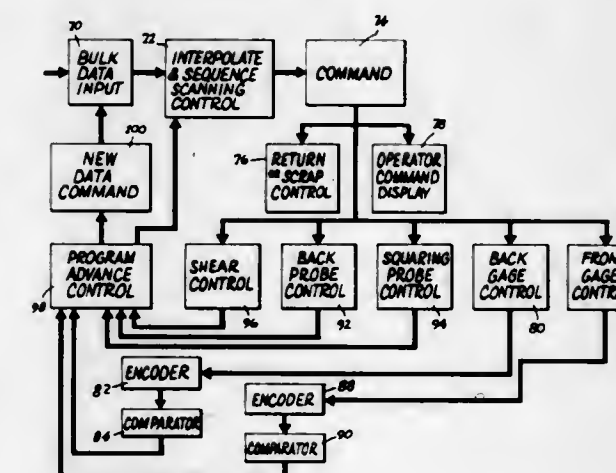 70
BULK
DATA
INPUT
72
INTERPOLATE
& SEQUENCE
SCANNING
CONTROL
74
COMMAND
100
NEW
DATA
COMMAND
76
RETURN
OR SCRAP
CONTROL
78
OPERATOR
COMMAND
DISPLAY
PROGRAM
ADVANCE
CONTROL
98
SHEAR
CONTROL
96
BACK
PROBE
CONTROL
92
SQUARING
PROBE
CONTROL
94
BACK
GAGE
CONTROL
80
FRON
GAGE
CONT
ENCODER
82
COMPARATOR
84
ENCODER
88
COMPARATOR
90